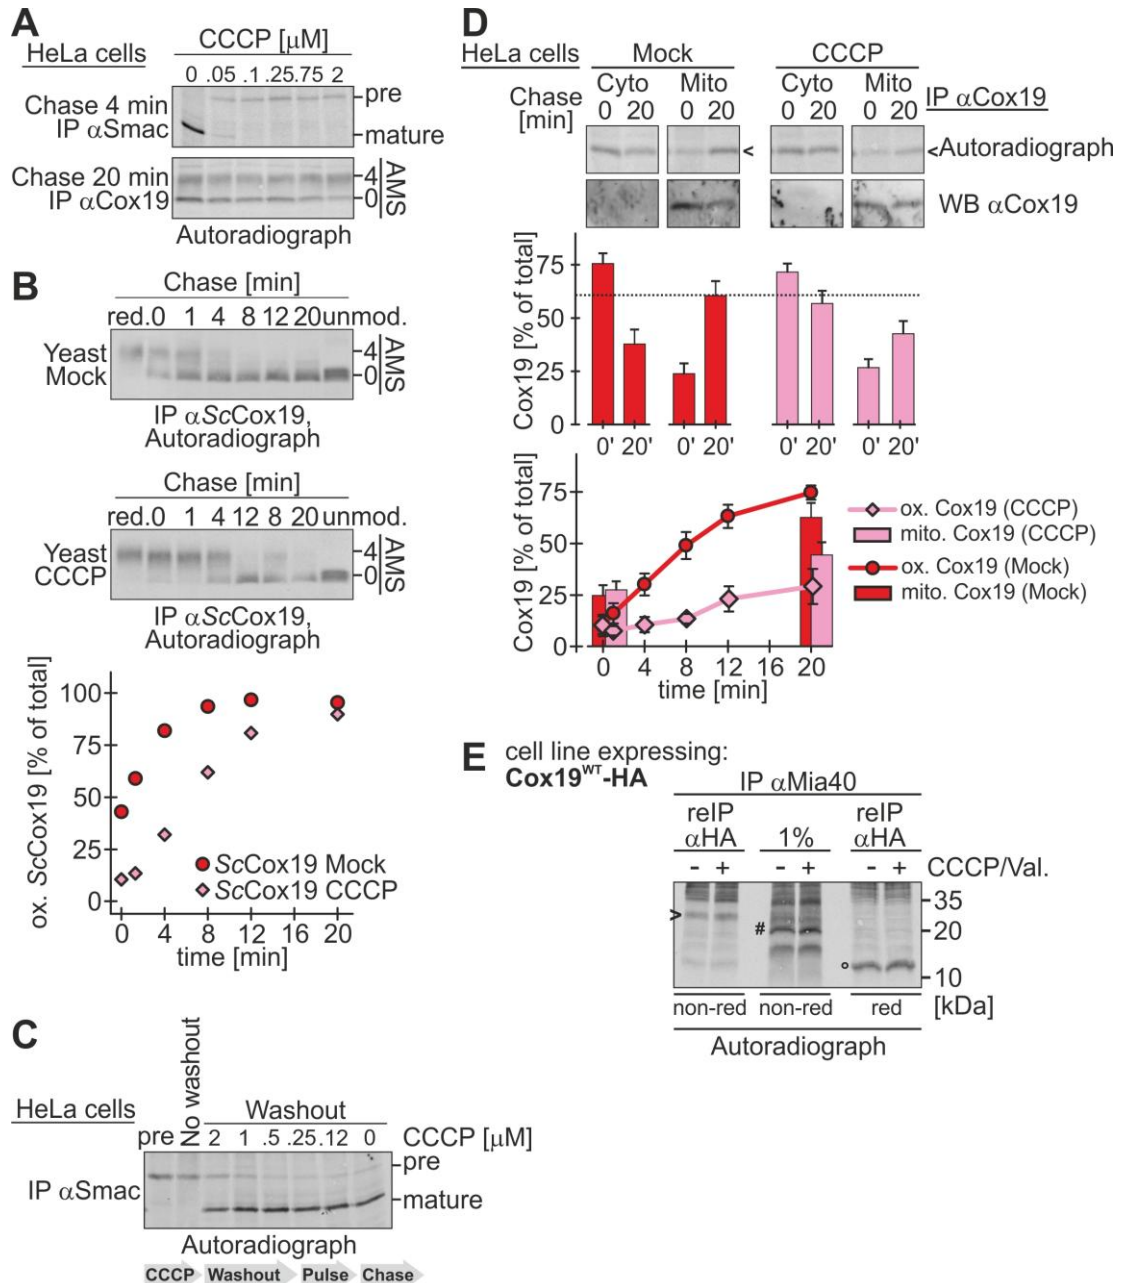 A
HeLa cells
CCCP [μM]
0 .05 .1 .25 .75 2
Chase 4 min
IP αSmac
pre
mature
Chase 20 min
IP αCox19
4
0
AMS
Autoradiograph
B
Chase [min]
red. 0 1 4 8 12 20 unmod.
Yeast
Mock
4
0
AMS
IP αScCox19,
Autoradiograph
Chase [min]
red. 0 1 4 12 8 20 unmod.
Yeast
CCCP
4
0
AMS
IP αScCox19,
Autoradiograph
ox. ScCox19 [% of total]
100
75
50
25
0
ScCox19 Mock
ScCox19 CCCP
0 4 8 12 16 20
time [min]
C
HeLa cells
pre
No washout
Washout
2 1 .5 .25 .12 0
CCCP [μM]
IP αSmac
pre
mature
Autoradiograph
CCCP Washout Pulse Chase
D
HeLa cells
Mock CCCP
Cyto Mito Cyto Mito
Chase
[min]
0 20 0 20 0 20 0 20
IP αCox19
< <Autoradiograph
WB αCox19
Cox19 [% of total]
75
50
25
0
0' 20' 0' 20' 0' 20' 0' 20'
Cox19 [% of total]
75
50
25
0
0 4 8 12 16 20
time [min]
ox. Cox19 (CCCP)
mito. Cox19 (CCCP)
ox. Cox19 (Mock)
mito. Cox19 (Mock)
E
cell line expressing:
Cox19WT-HA
IP αMia40
reIP
αHA
1%
reIP
αHA
- + - + - + CCCP/Val.
>
#
°
35
20
10
[kDa]
non-red non-red red
Autoradiograph